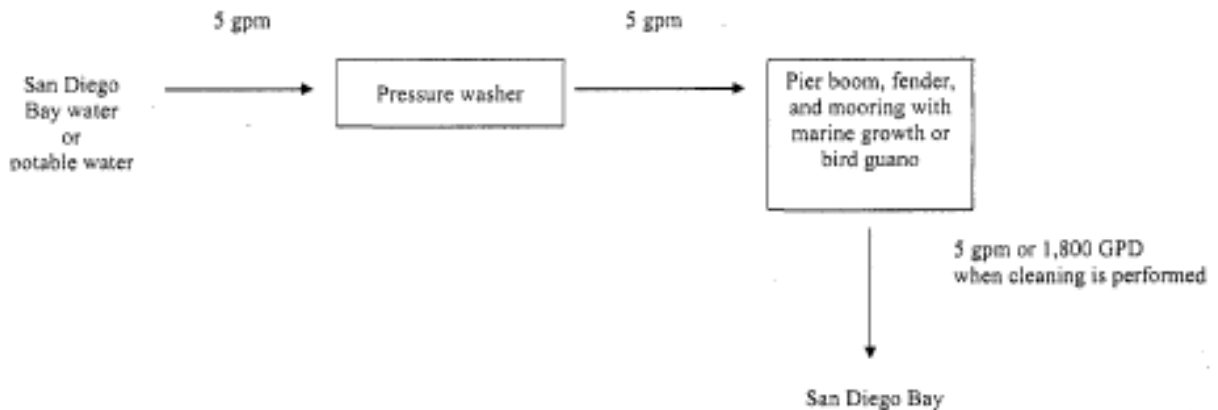 5 gpm
5 gpm
San Diego
Bay water
or
potable water
Pressure washer
Pier boom, fender,
and mooring with
marine growth or
bird guano
5 gpm or 1,800 GPD
when cleaning is performed
San Diego Bay